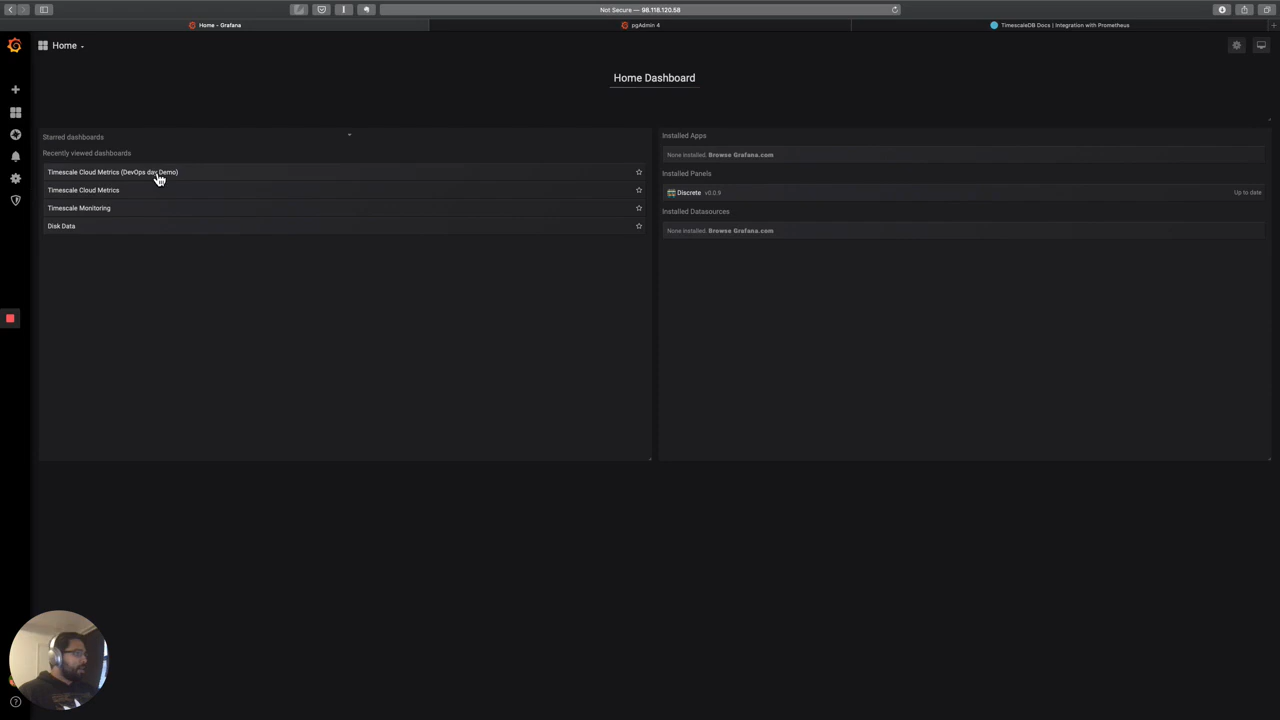 Not Secure — 98.118.120.58
Home - Grafana
pgAdmin 4
TimescaleDB Docs | Integration with Prometheus
Home
Home Dashboard
Starred dashboards
Recently viewed dashboards
Timescale Cloud Metrics (DevOps day Demo)
Timescale Cloud Metrics
Timescale Monitoring
Disk Data
Installed Apps
None installed. Browse Grafana.com
Installed Panels
Discrete v0.0.9
Up to date
Installed Datasources
None installed. Browse Grafana.com